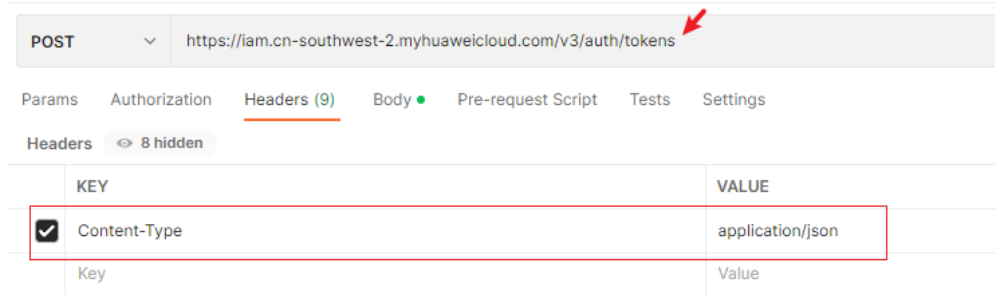 POST https://iam.cn-southwest-2.myhuaweicloud.com/v3/auth/tokens
Params Authorization Headers (9) Body Pre-request Script Tests Settings
Headers 8 hidden
KEY VALUE
Content-Type application/json
Key Value